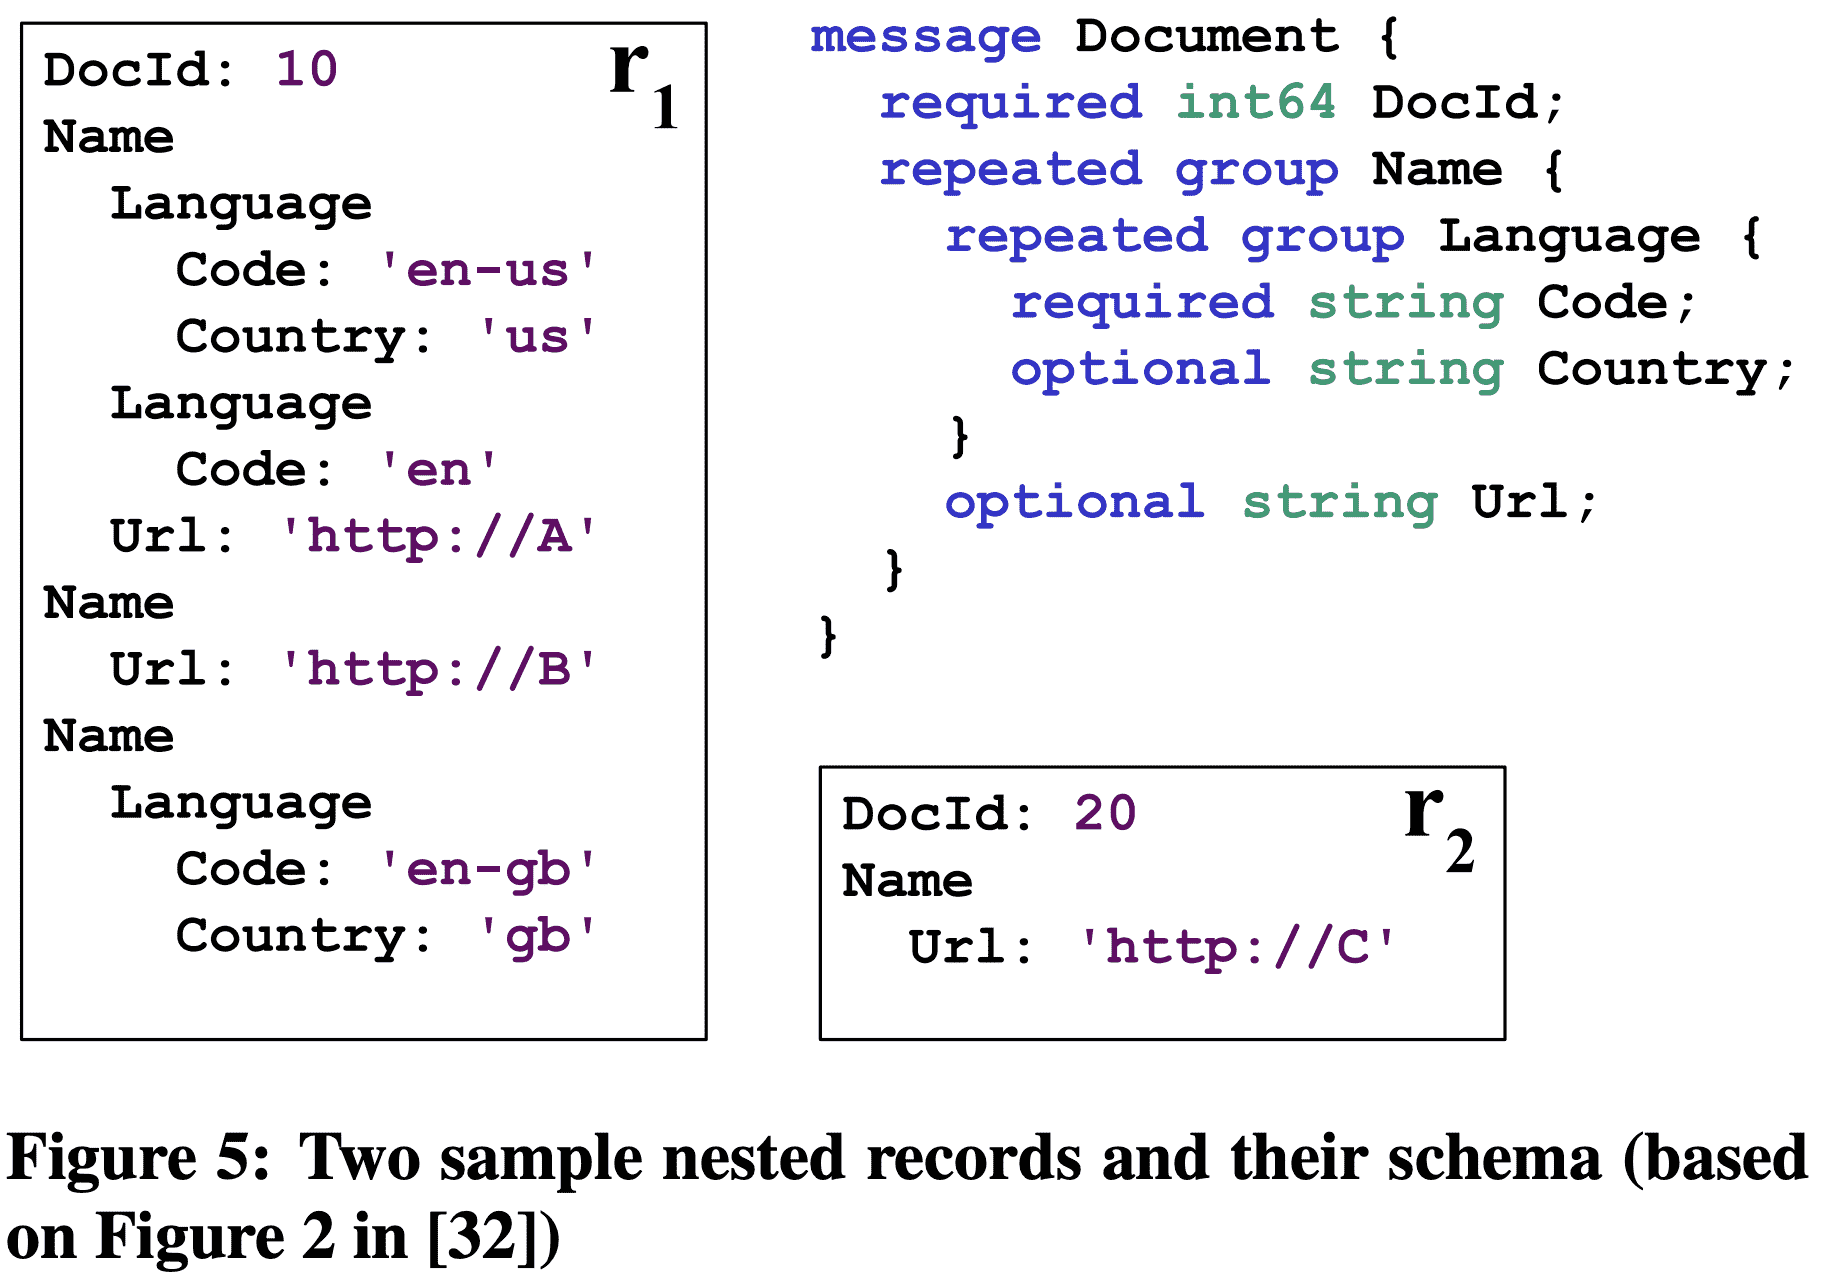 DocId: 10
r1
Name
Language
Code: 'en-us'
Country: 'us'
Language
Code: 'en'
Url: 'http://A'
Name
Url: 'http://B'
Name
Language
Code: 'en-gb'
Country: 'gb'
message Document {
required int64 DocId;
repeated group Name {
repeated group Language {
required string Code;
optional string Country;
}
optional string Url;
}
}
DocId: 20
r2
Name
Url: 'http://C'
Figure 5: Two sample nested records and their schema (based
on Figure 2 in [32])